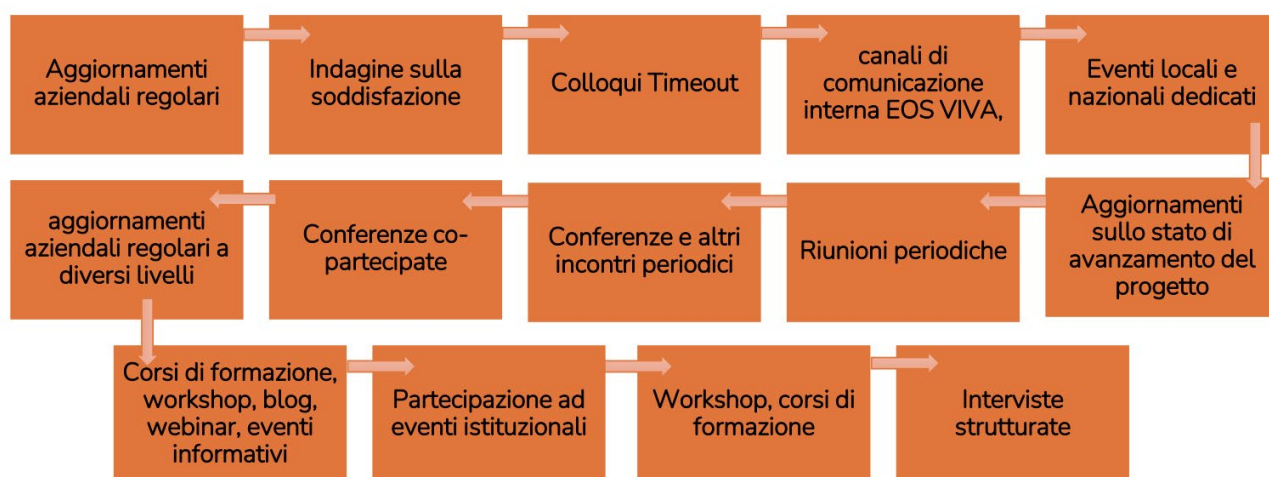 Aggiornamenti
aziendali regolari
Indagine sulla
soddisfazione
Colloqui Timeout
canali di
comunicazione
interna EOS VIVA,
Eventi locali e
nazionali dedicati
Aggiornamenti
sullo stato di
avanzamento del
progetto
Riunioni periodiche
Conferenze e altri
incontri periodici
Conferenze co-
partecipate
aggiornamenti
aziendali regolari a
diversi livelli
Corsi di formazione,
workshop, blog,
webinar, eventi
informativi
Partecipazione ad
eventi istituzionali
Workshop, corsi di
formazione
Interviste
strutturate